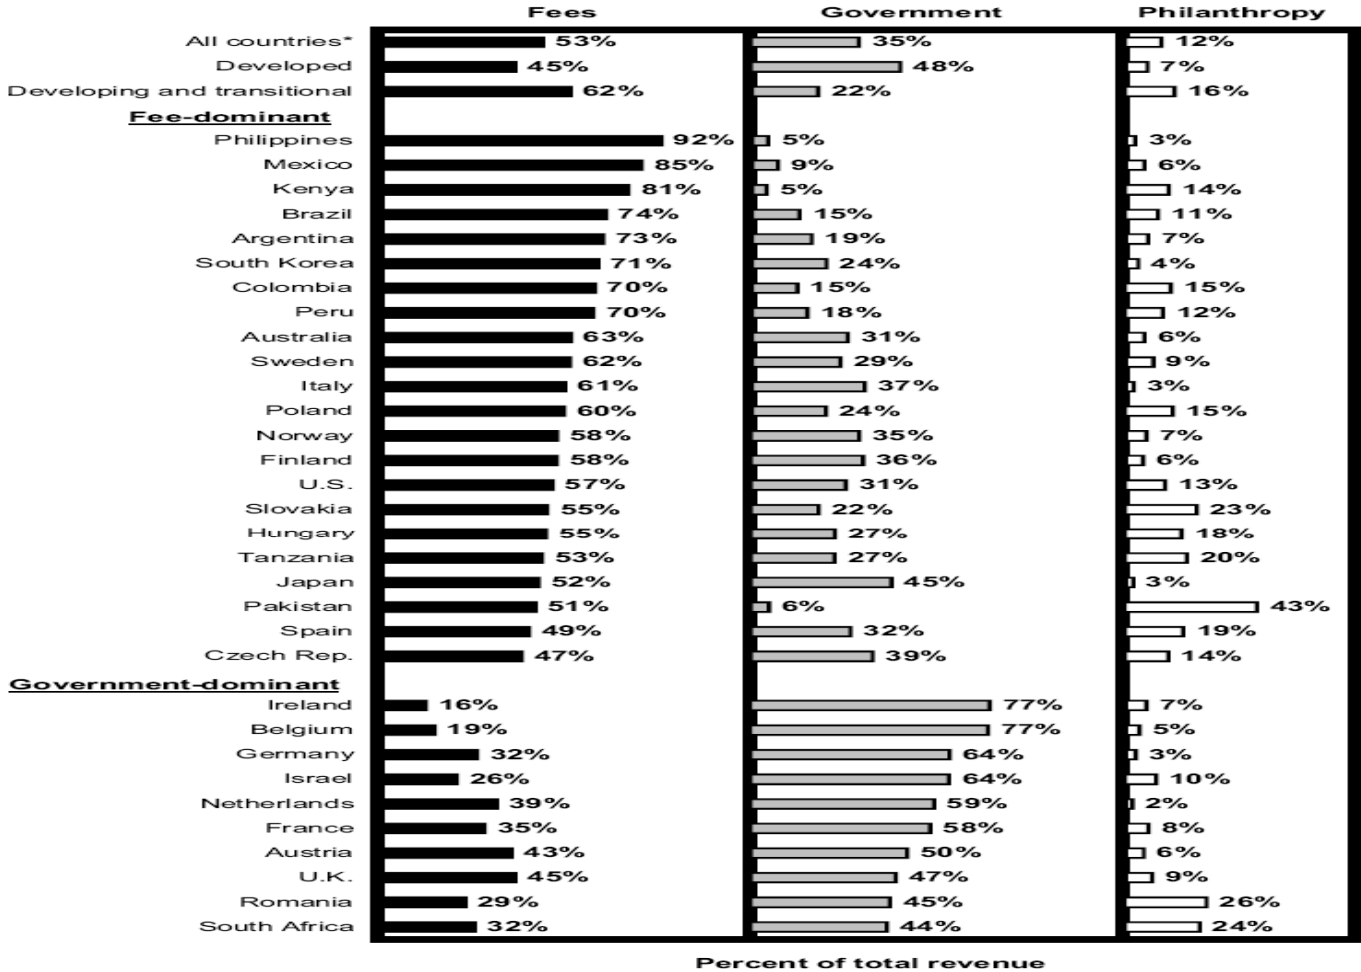 Fees Government Philanthropy
All countries* 53% 35% 12%
Developed 45% 48% 7%
Developing and transitional 62% 22% 16%
Fee-dominant
Philippines 92% 5% 3%
Mexico 85% 9% 6%
Kenya 81% 5% 14%
Brazil 74% 15% 11%
Argentina 73% 19% 7%
South Korea 71% 24% 4%
Colombia 70% 15% 15%
Peru 70% 18% 12%
Australia 63% 31% 6%
Sweden 62% 29% 9%
Italy 61% 37% 3%
Poland 60% 24% 15%
Norway 58% 35% 7%
Finland 58% 36% 6%
U.S. 57% 31% 13%
Slovakia 55% 22% 23%
Hungary 55% 27% 18%
Tanzania 53% 27% 20%
Japan 52% 45% 3%
Pakistan 51% 6% 43%
Spain 49% 32% 19%
Czech Rep. 47% 39% 14%
Government-dominant
Ireland 16% 77% 7%
Belgium 19% 77% 5%
Germany 32% 64% 3%
Israel 26% 64% 10%
Netherlands 39% 59% 2%
France 35% 58% 8%
Austria 43% 50% 6%
U.K. 45% 47% 9%
Romania 29% 45% 26%
South Africa 32% 44% 24%
Percent of total revenue